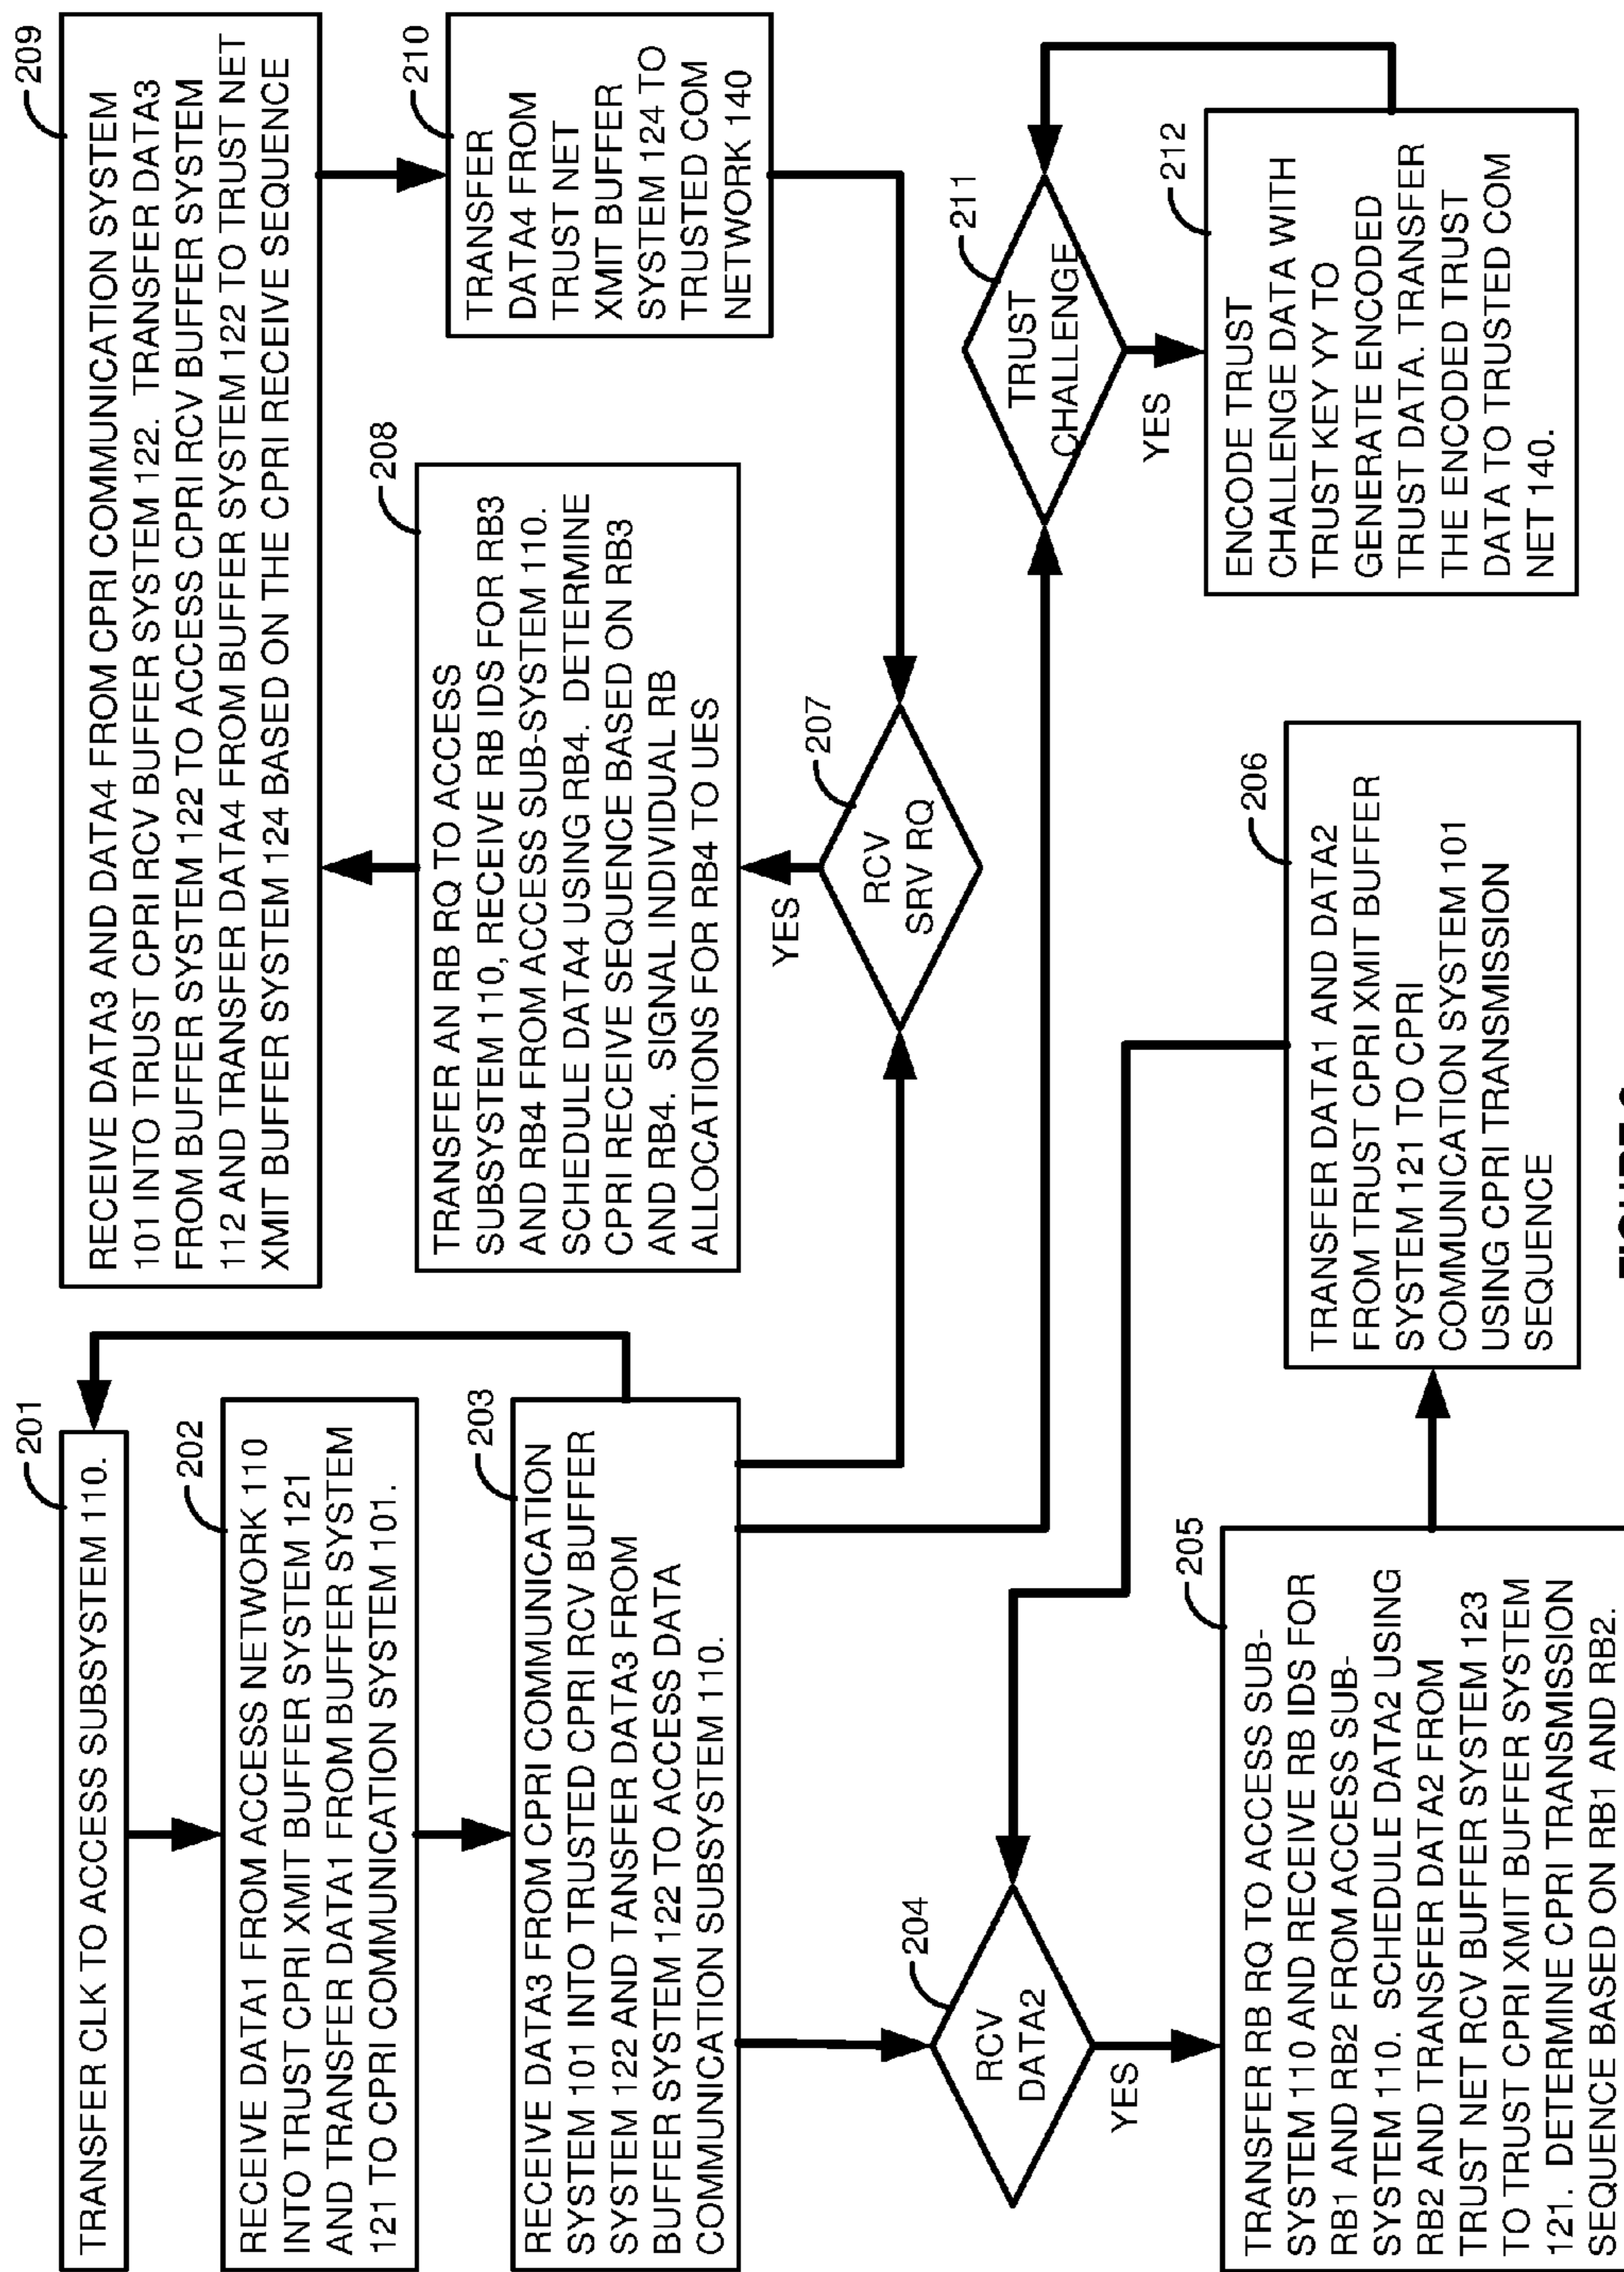 201
TRANSFER CLK TO ACCESS SUBSYSTEM 110.
202
RECEIVE DATA1 FROM ACCESS NETWORK 110
INTO TRUST CPRI XMIT BUFFER SYSTEM 121
AND TRANSFER DATA1 FROM BUFFER SYSTEM
121 TO CPRI COMMUNICATION SYSTEM 101.
203
RECEIVE DATA3 FROM CPRI COMMUNICATION
SYSTEM 101 INTO TRUSTED CPRI RCV BUFFER
SYSTEM 122 AND TANSFER DATA3 FROM
BUFFER SYSTEM 122 TO ACCESS DATA
COMMUNICATION SUBSYSTEM 110.
204
RCV
DATA2
YES
205
TRANSFER RB RQ TO ACCESS SUB-
SYSTEM 110 AND RECEIVE RB IDS FOR
RB1 AND RB2 FROM ACCESS SUB-
SYSTEM 110. SCHEDULE DATA2 USING
RB2 AND TRANSFER DATA2 FROM
TRUST NET RCV BUFFER SYSTEM 123
TO TRUST CPRI XMIT BUFFER SYSTEM
121. DETERMINE CPRI TRANSMISSION
SEQUENCE BASED ON RB1 AND RB2.
206
TRANSFER DATA1 AND DATA2
FROM TRUST CPRI XMIT BUFFER
SYSTEM 121 TO CPRI
COMMUNICATION SYSTEM 101
USING CPRI TRANSMISSION
SEQUENCE
207
RCV
SRV RQ
YES
208
TRANSFER AN RB RQ TO ACCESS
SUBSYSTEM 110, RECEIVE RB IDS FOR RB3
AND RB4 FROM ACCESS SUB-SYSTEM 110.
SCHEDULE DATA4 USING RB4. DETERMINE
CPRI RECEIVE SEQUENCE BASED ON RB3
AND RB4. SIGNAL INDIVIDUAL RB
ALLOCATIONS FOR RB4 TO UES
209
RECEIVE DATA3 AND DATA4 FROM CPRI COMMUNICATION SYSTEM
101 INTO TRUST CPRI RCV BUFFER SYSTEM 122. TRANSFER DATA3
FROM BUFFER SYSTEM 122 TO ACCESS CPRI RCV BUFFER SYSTEM
112 AND TRANSFER DATA4 FROM BUFFER SYSTEM 122 TO TRUST NET
XMIT BUFFER SYSTEM 124 BASED ON THE CPRI RECEIVE SEQUENCE
210
TRANSFER
DATA4 FROM
TRUST NET
XMIT BUFFER
SYSTEM 124 TO
TRUSTED COM
NETWORK 140
211
TRUST
CHALLENGE
YES
212
ENCODE TRUST
CHALLENGE DATA WITH
TRUST KEY YY TO
GENERATE ENCODED
TRUST DATA. TRANSFER
THE ENCODED TRUST
DATA TO TRUSTED COM
NET 140.